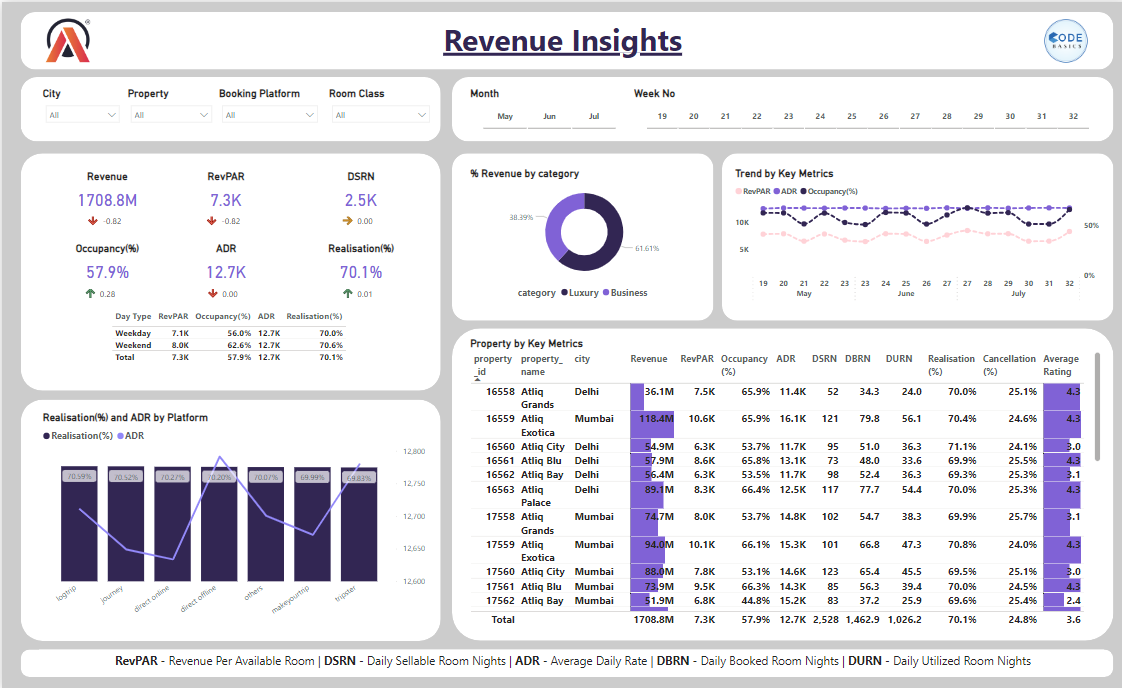 Revenue Insights
CODE
BASICS
City Property Booking Platform Room Class
All All All All
Month Week No
May Jun Jul 19 20 21 22 23 24 25 26 27 28 29 30 31 32
Revenue RevPAR DSRN
1708.8M 7.3K 2.5K
-0.82 -0.82 0.00
Occupancy(%) ADR Realisation(%)
57.9% 12.7K 70.1%
0.28 0.00 0.01
Day Type RevPAR Occupancy(%) ADR Realisation(%)
Weekday 7.1K 56.0% 12.7K 70.0%
Weekend 8.0K 62.6% 12.7K 70.6%
Total 7.3K 57.9% 12.7K 70.1%
% Revenue by category
38.39%
61.61%
category Luxury Business
Trend by Key Metrics
RevPAR ADR Occupancy(%)
10K
50%
5K
0%
19 20 21 22 23 23 24 25 26 27 27 28 29 30 31 32
May June July
Realisation(%) and ADR by Platform
Realisation(%) ADR
12,800
12,750
12,700
12,650
12,600
70.59% 70.52% 70.27% 70.20% 70.07% 69.99% 69.83%
logtrip journey direct online direct offline others makeyourtrip tripster
Property by Key Metrics
property property_ city Revenue RevPAR Occupancy ADR DSRN DBRN DURN Realisation Cancellation Average
_id name (%) (%) (%) Rating
16558 Atliq Delhi 36.1M 7.5K 65.9% 11.4K 52 34.3 24.0 70.0% 25.1% 4.3
Grands
16559 Atliq Mumbai 118.4M 10.6K 65.9% 16.1K 121 79.8 56.1 70.4% 24.6% 4.3
Exotica
16560 Atliq City Delhi 54.9M 6.3K 53.7% 11.7K 95 51.0 36.3 71.1% 24.1% 3.0
16561 Atliq Blu Delhi 57.9M 8.6K 65.8% 13.1K 73 48.0 33.6 69.9% 25.5% 4.3
16562 Atliq Bay Delhi 56.4M 6.3K 53.5% 11.7K 98 52.4 36.3 69.3% 25.3% 3.1
16563 Atliq Delhi 89.1M 8.3K 66.4% 12.5K 117 77.7 54.4 70.0% 25.3% 4.3
Palace
17558 Atliq Mumbai 74.7M 8.0K 53.7% 14.8K 102 54.7 38.3 69.9% 25.7% 3.1
Grands
17559 Atliq Mumbai 94.0M 10.1K 66.1% 15.3K 101 66.8 47.3 70.8% 24.0% 4.3
Exotica
17560 Atliq City Mumbai 88.0M 7.8K 53.1% 14.6K 123 65.4 45.5 69.5% 25.1% 3.0
17561 Atliq Blu Mumbai 73.9M 9.5K 66.3% 14.3K 85 56.3 39.4 70.0% 24.5% 4.3
17562 Atliq Bay Mumbai 51.9M 6.8K 44.8% 15.2K 83 37.2 25.9 69.6% 25.4% 2.4
Total 1708.8M 7.3K 57.9% 12.7K 2,528 1,462.9 1,026.2 70.1% 24.8% 3.6
RevPAR - Revenue Per Available Room | DSRN - Daily Sellable Room Nights | ADR - Average Daily Rate | DBRN - Daily Booked Room Nights | DURN - Daily Utilized Room Nights